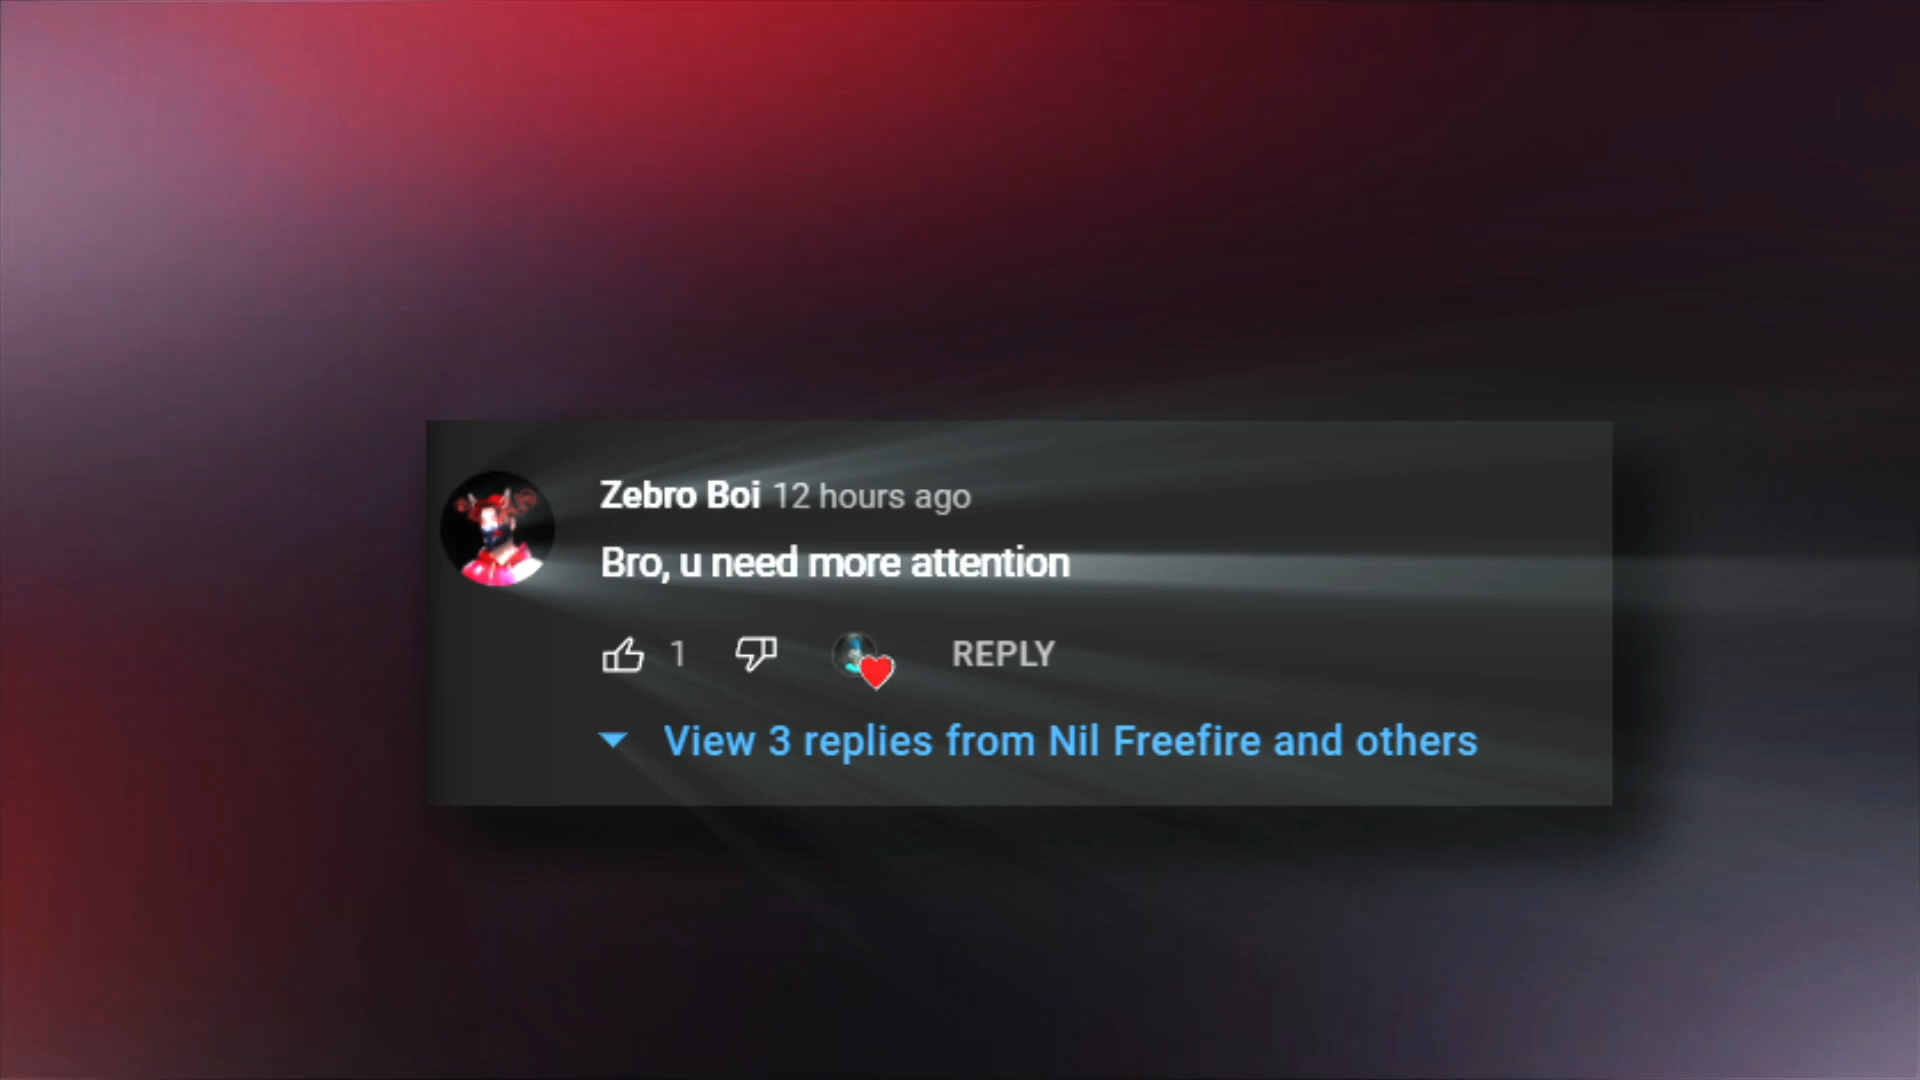 Zebro Boi 12 hours ago
Bro, u need more attention
1 REPLY
View 3 replies from Nil Freefire and others